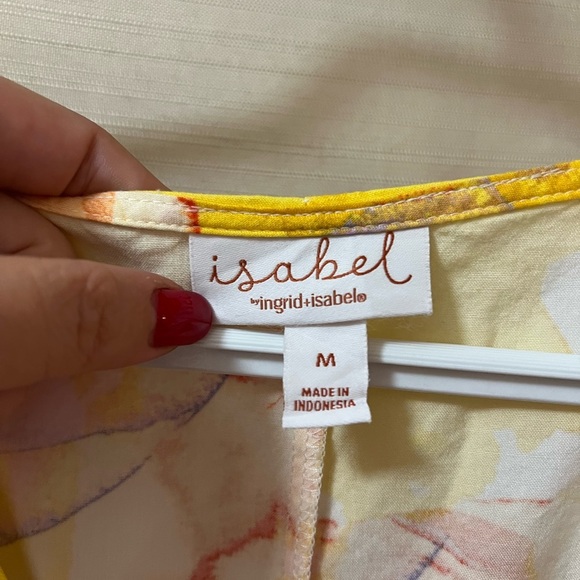 isabel
by ingrid+isabel®
M
MADE IN
INDONESIA